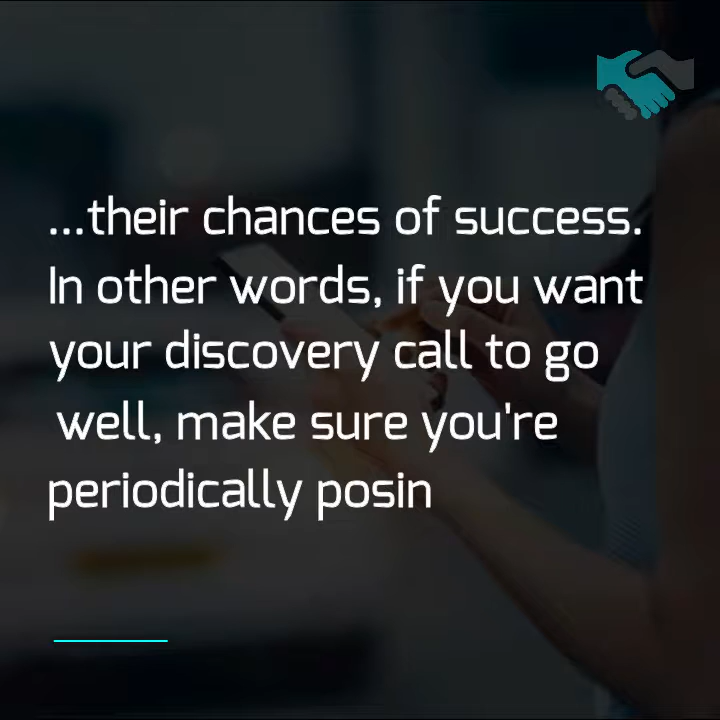 ...their chances of success.
In other words, if you want
your discovery call to go
well, make sure you're
periodically posin